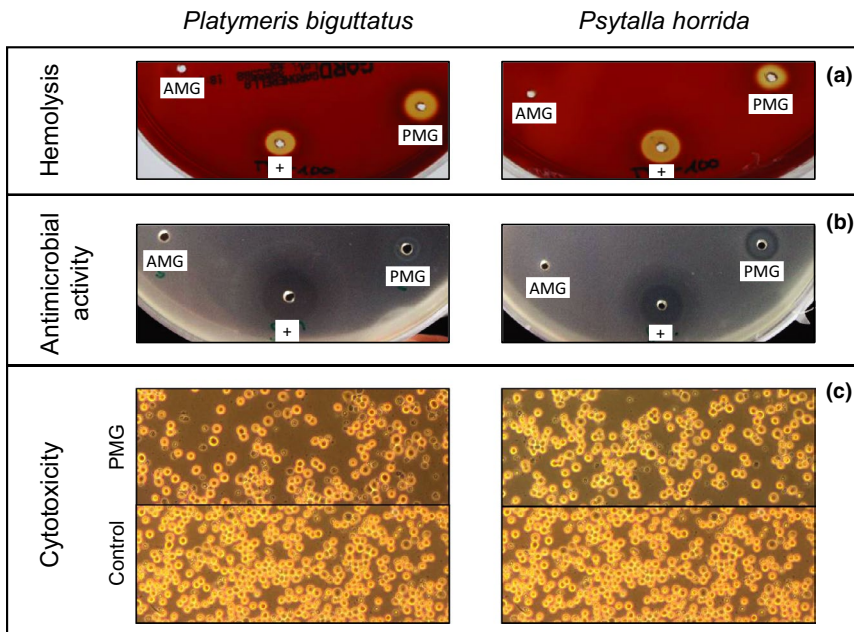 Platymeris biguttatus
Psytalla horrida
Hemolysis
AMG
PMG
+
AMG
PMG
+
(a)
Antimicrobial
activity
AMG
PMG
+
AMG
PMG
+
(b)
Cytotoxicity
PMG
Control
(c)